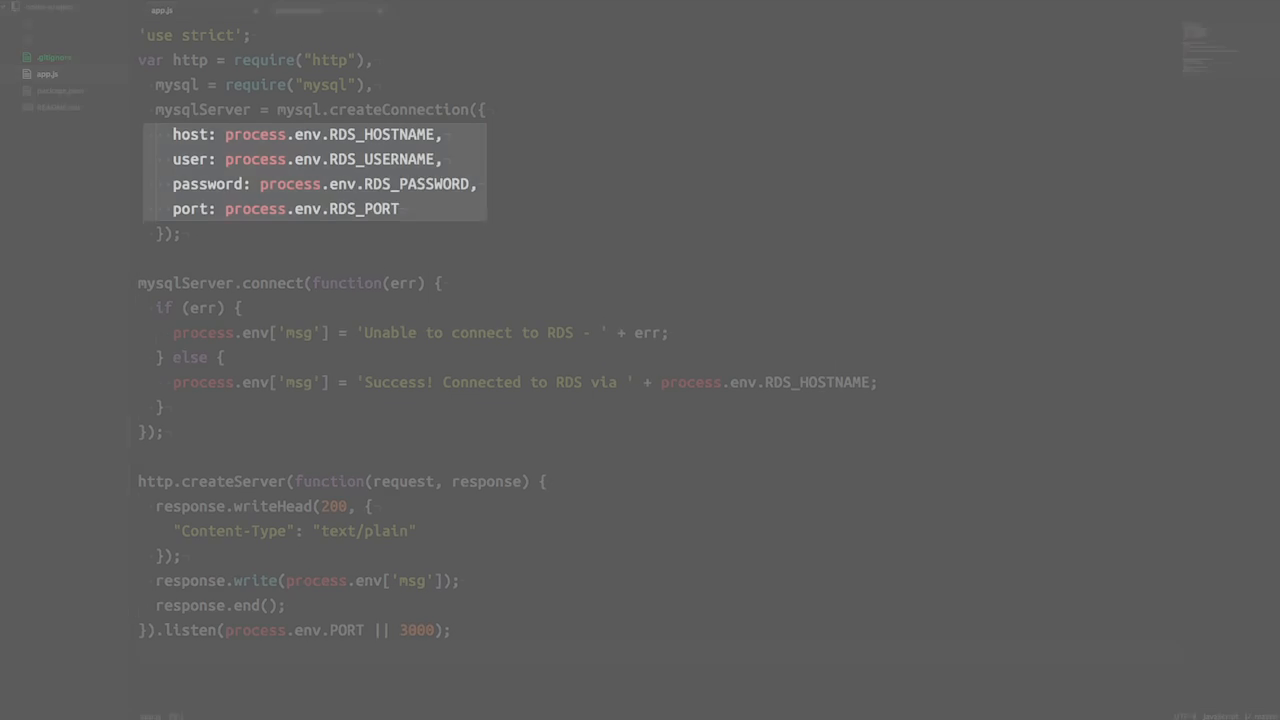 app.js
.gitignore
app.js
'use strict';
var http = require("http"),
mysql = require("mysql"),
mysqlServer = mysql.createConnection({
host: process.env.RDS_HOSTNAME,
user: process.env.RDS_USERNAME,
password: process.env.RDS_PASSWORD,
port: process.env.RDS_PORT
});
mysqlServer.connect(function(err) {
if (err) {
process.env['msg'] = 'Unable to connect to RDS - ' + err;
} else {
process.env['msg'] = 'Success! Connected to RDS via ' + process.env.RDS_HOSTNAME;
}
});
http.createServer(function(request, response) {
response.writeHead(200, {
"Content-Type": "text/plain"
});
response.write(process.env['msg']);
response.end();
}).listen(process.env.PORT || 3000);